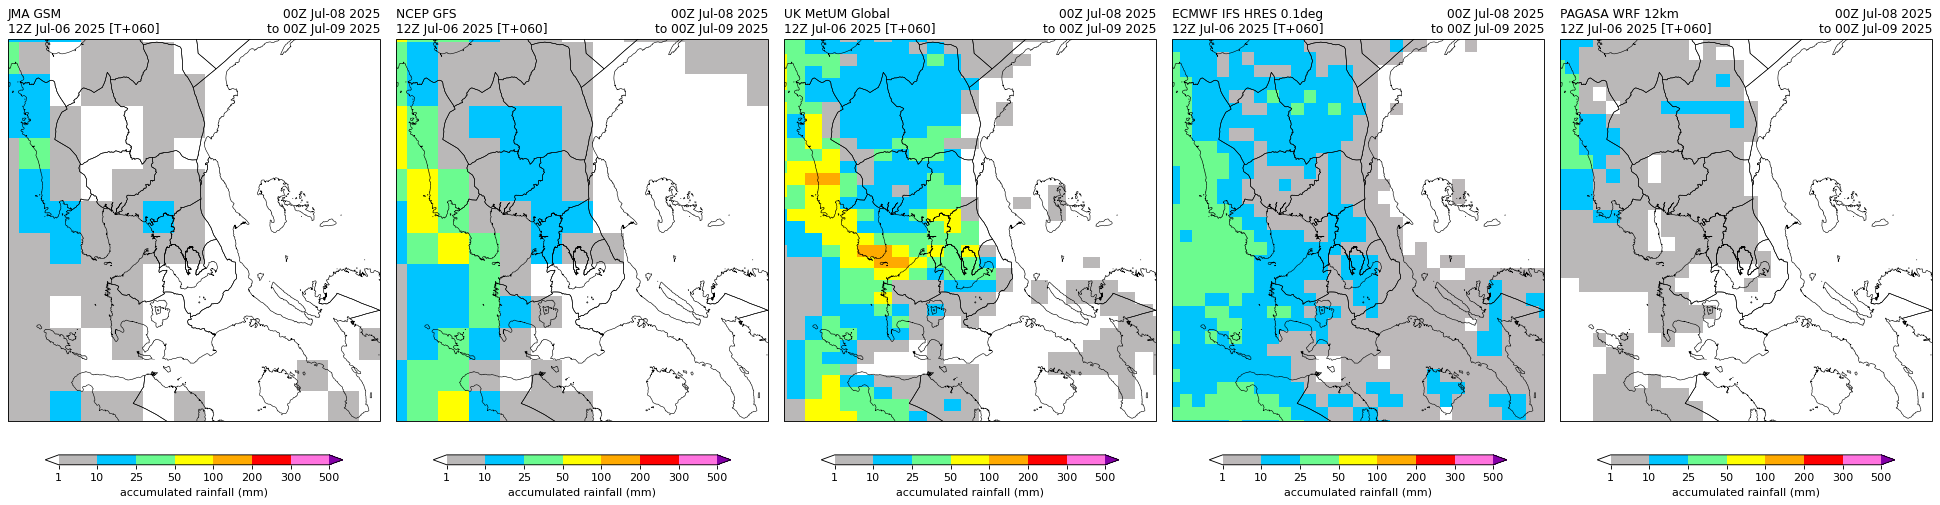 JMA GSM 00Z Jul-08 2025
12Z Jul-06 2025 [T+060] to 00Z Jul-09 2025
1 10 25 50 100 200 300 500
accumulated rainfall (mm)
NCEP GFS 00Z Jul-08 2025
12Z Jul-06 2025 [T+060] to 00Z Jul-09 2025
1 10 25 50 100 200 300 500
accumulated rainfall (mm)
UK MetUM Global 00Z Jul-08 2025
12Z Jul-06 2025 [T+060] to 00Z Jul-09 2025
1 10 25 50 100 200 300 500
accumulated rainfall (mm)
ECMWF IFS HRES 0.1deg 00Z Jul-08 2025
12Z Jul-06 2025 [T+060] to 00Z Jul-09 2025
1 10 25 50 100 200 300 500
accumulated rainfall (mm)
PAGASA WRF 12km 00Z Jul-08 2025
12Z Jul-06 2025 [T+060] to 00Z Jul-09 2025
1 10 25 50 100 200 300 500
accumulated rainfall (mm)